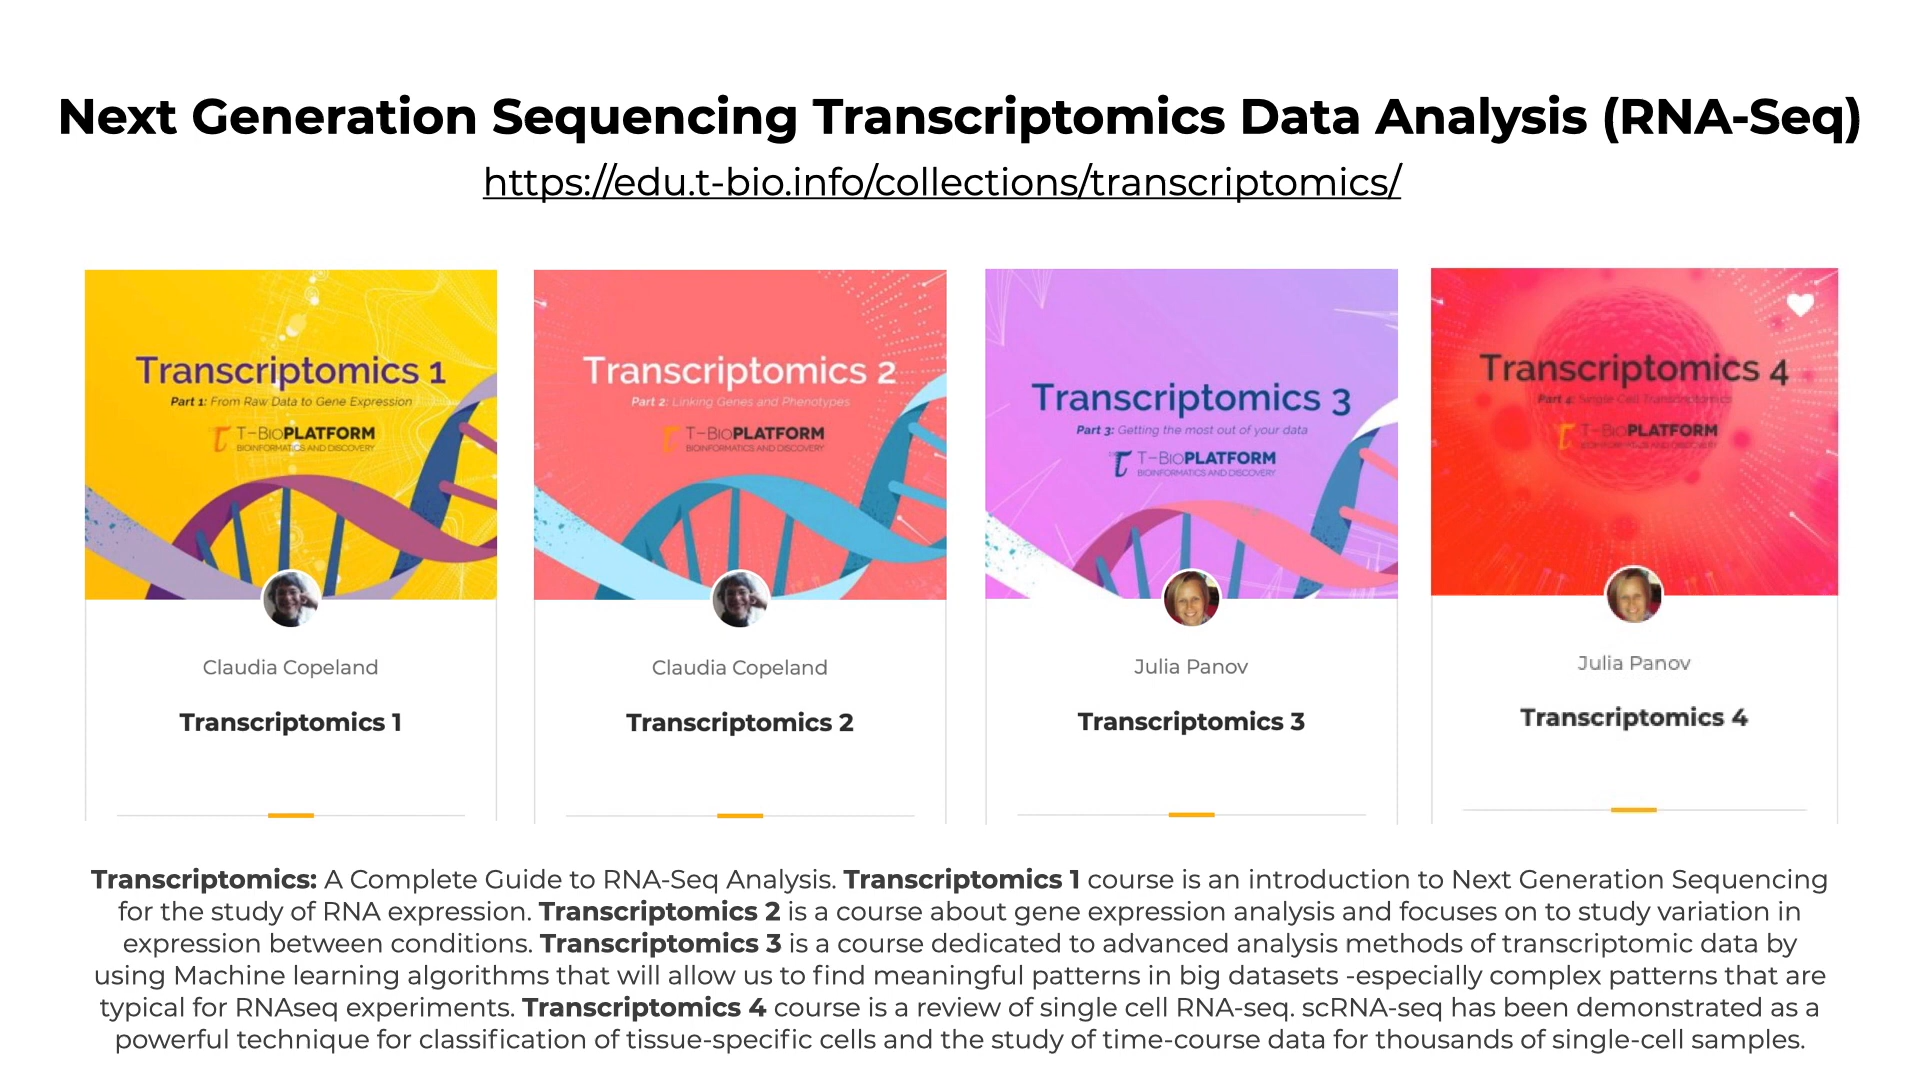 Next Generation Sequencing Transcriptomics Data Analysis (RNA-Seq)
https://edu.t-bio.info/collections/transcriptomics/
Transcriptomics 1
Part 1: From Raw Data to Gene Expression
T-BioPLATFORM
BIOINFORMATICS AND DISCOVERY
Claudia Copeland
Transcriptomics 1
Transcriptomics 2
Part 2: Linking Genes and Phenotypes
T-BioPLATFORM
BIOINFORMATICS AND DISCOVERY
Claudia Copeland
Transcriptomics 2
Transcriptomics 3
Part 3: Getting the most out of your data
T-BioPLATFORM
BIOINFORMATICS AND DISCOVERY
Julia Panov
Transcriptomics 3
Transcriptomics 4
Part 4: Single Cell Transcriptomics
T-BioPLATFORM
BIOINFORMATICS AND DISCOVERY
Julia Panov
Transcriptomics 4
Transcriptomics: A Complete Guide to RNA-Seq Analysis. Transcriptomics 1 course is an introduction to Next Generation Sequencing
for the study of RNA expression. Transcriptomics 2 is a course about gene expression analysis and focuses on to study variation in
expression between conditions. Transcriptomics 3 is a course dedicated to advanced analysis methods of transcriptomic data by
using Machine learning algorithms that will allow us to find meaningful patterns in big datasets -especially complex patterns that are
typical for RNAseq experiments. Transcriptomics 4 course is a review of single cell RNA-seq. scRNA-seq has been demonstrated as a
powerful technique for classification of tissue-specific cells and the study of time-course data for thousands of single-cell samples.